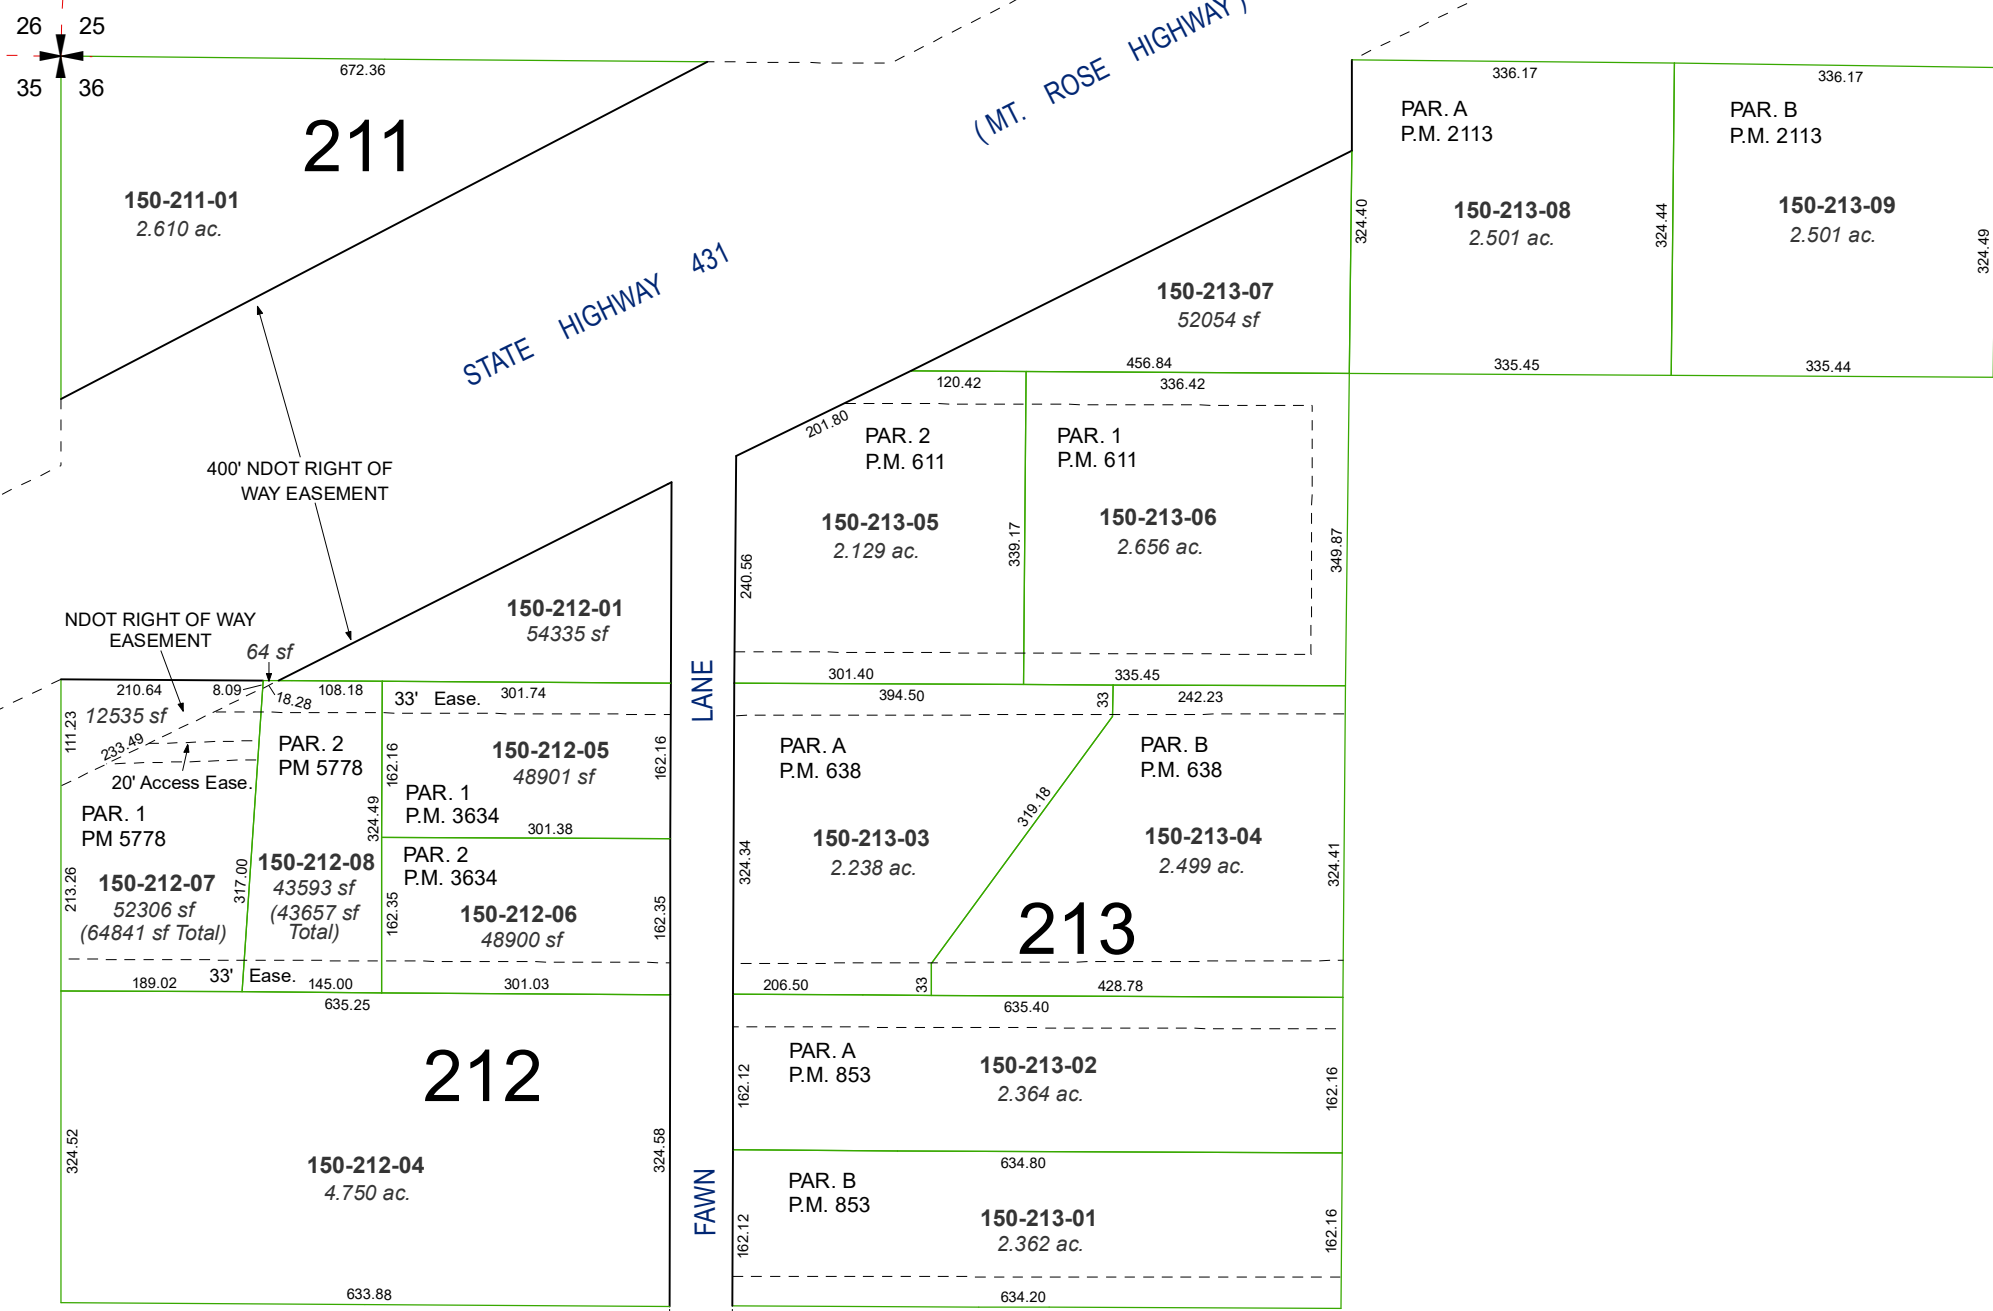 26 25
35 36
672.36
211
150-211-01
2.610 ac.
( MT. ROSE HIGHWAY )
STATE HIGHWAY 431
400' NDOT RIGHT OF
WAY EASEMENT
336.17
PAR. A
P.M. 2113
150-213-08
2.501 ac.
324.40
324.44
335.45
336.17
PAR. B
P.M. 2113
150-213-09
2.501 ac.
324.49
335.44
150-213-07
52054 sf
456.84
120.42
336.42
201.80
PAR. 2
P.M. 611
150-213-05
2.129 ac.
240.56
339.17
301.40
PAR. 1
P.M. 611
150-213-06
2.656 ac.
349.87
335.45
150-212-01
54335 sf
NDOT RIGHT OF WAY
EASEMENT
64 sf
210.64
8.09
18.28
108.18
33' Ease.
301.74
111.23
12535 sf
233.49
20' Access Ease.
PAR. 1
PM 5778
150-212-07
52306 sf
(64841 sf Total)
213.26
317.00
189.02
33' Ease.
PAR. 2
PM 5778
150-212-08
43593 sf
(43657 sf
Total)
324.49
145.00
162.16
150-212-05
48901 sf
162.16
PAR. 1
P.M. 3634
301.38
PAR. 2
P.M. 3634
150-212-06
48900 sf
162.35
162.35
301.03
635.25
212
150-212-04
4.750 ac.
324.52
324.58
633.88
FAWN LANE
394.50
33
242.23
PAR. A
P.M. 638
150-213-03
2.238 ac.
324.34
319.18
PAR. B
P.M. 638
150-213-04
2.499 ac.
324.41
213
206.50
33
428.78
635.40
PAR. A
P.M. 853
150-213-02
2.364 ac.
162.12
162.16
634.80
PAR. B
P.M. 853
150-213-01
2.362 ac.
162.12
162.16
634.20